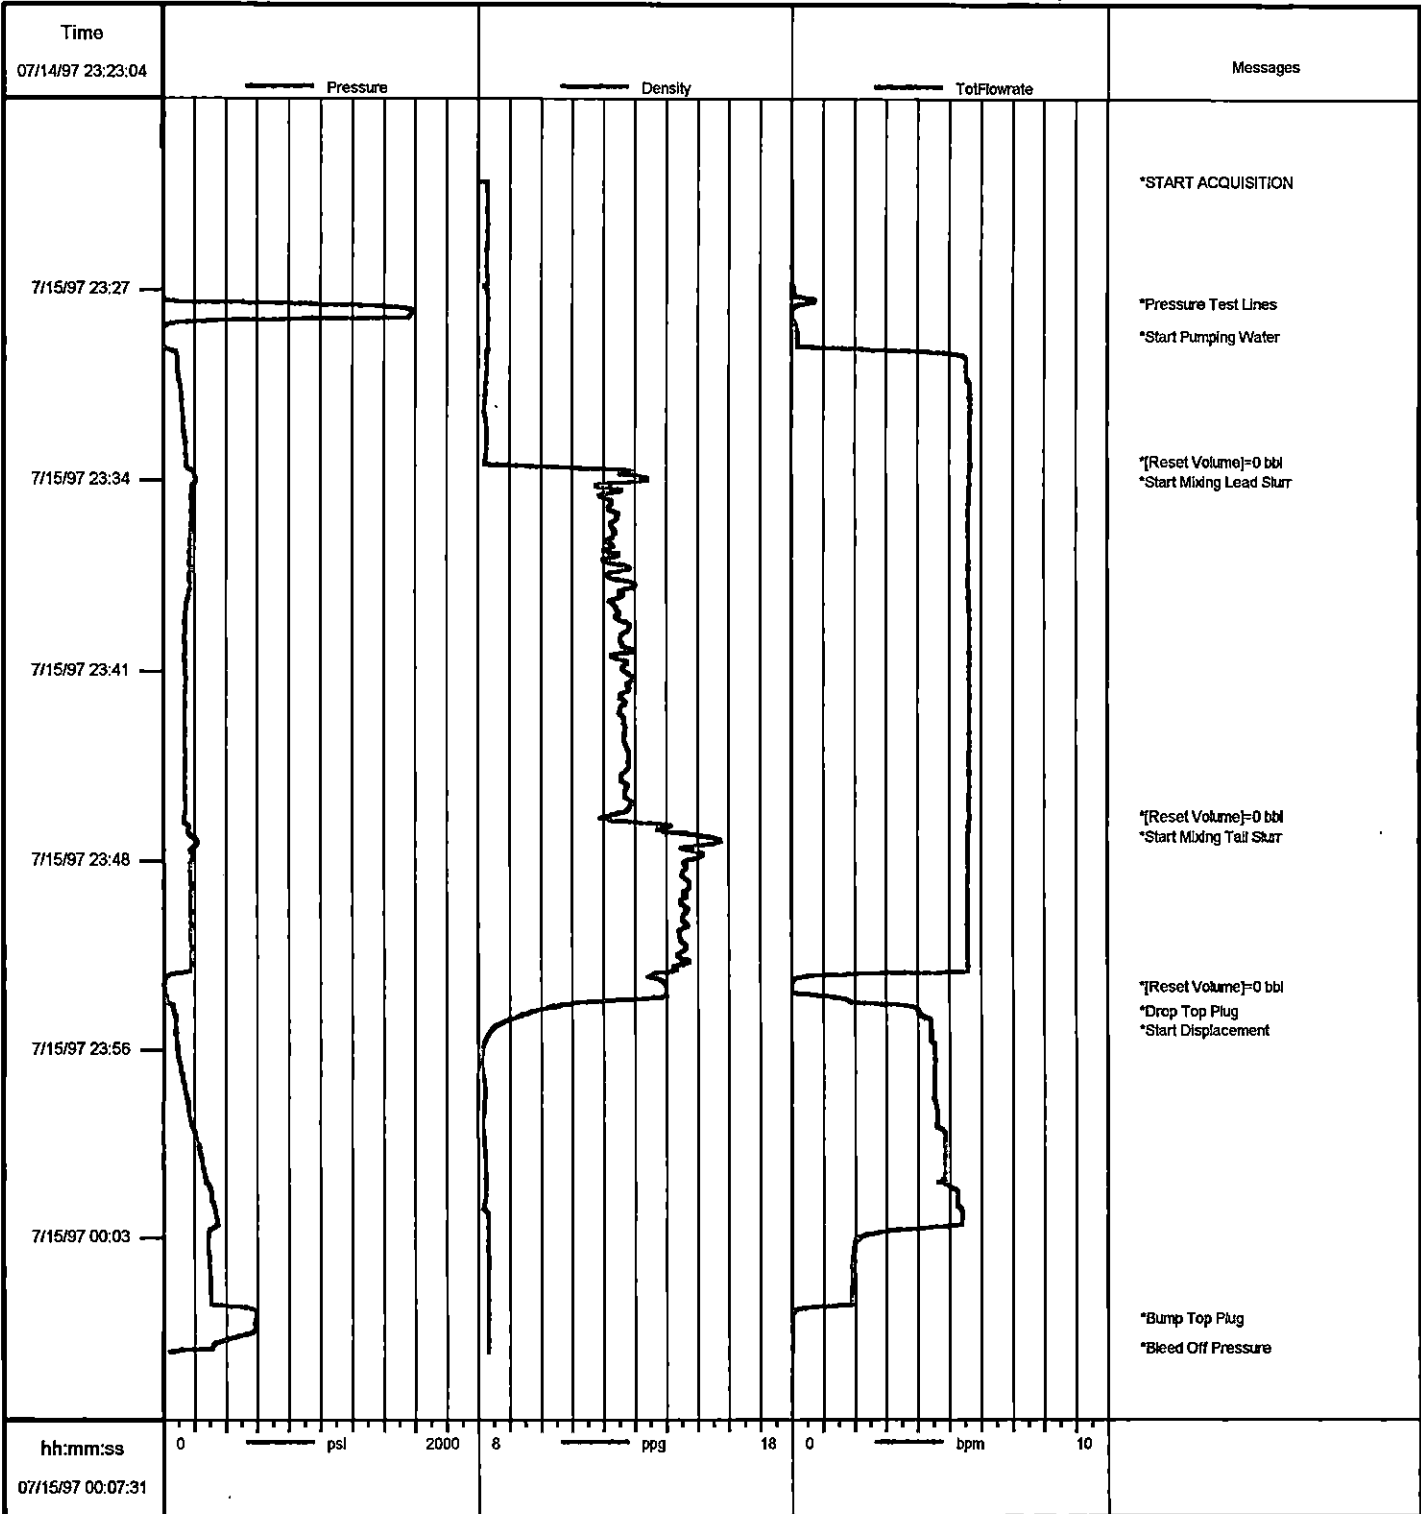 Time
07/14/97 23:23:04
Pressure
Density
TotFlowrate
Messages
*START ACQUISITION
7/15/97 23:27
*Pressure Test Lines
*Start Pumping Water
*[Reset Volume]=0 bbl
7/15/97 23:34
*Start Mixing Lead Slurr
7/15/97 23:41
*[Reset Volume]=0 bbl
*Start Mixing Tail Slurr
7/15/97 23:48
*[Reset Volume]=0 bbl
*Drop Top Plug
*Start Displacement
7/15/97 23:56
7/15/97 00:03
*Bump Top Plug
*Bleed Off Pressure
hh:mm:ss
0 psi 2000
8 ppg 18
0 bpm 10
07/15/97 00:07:31